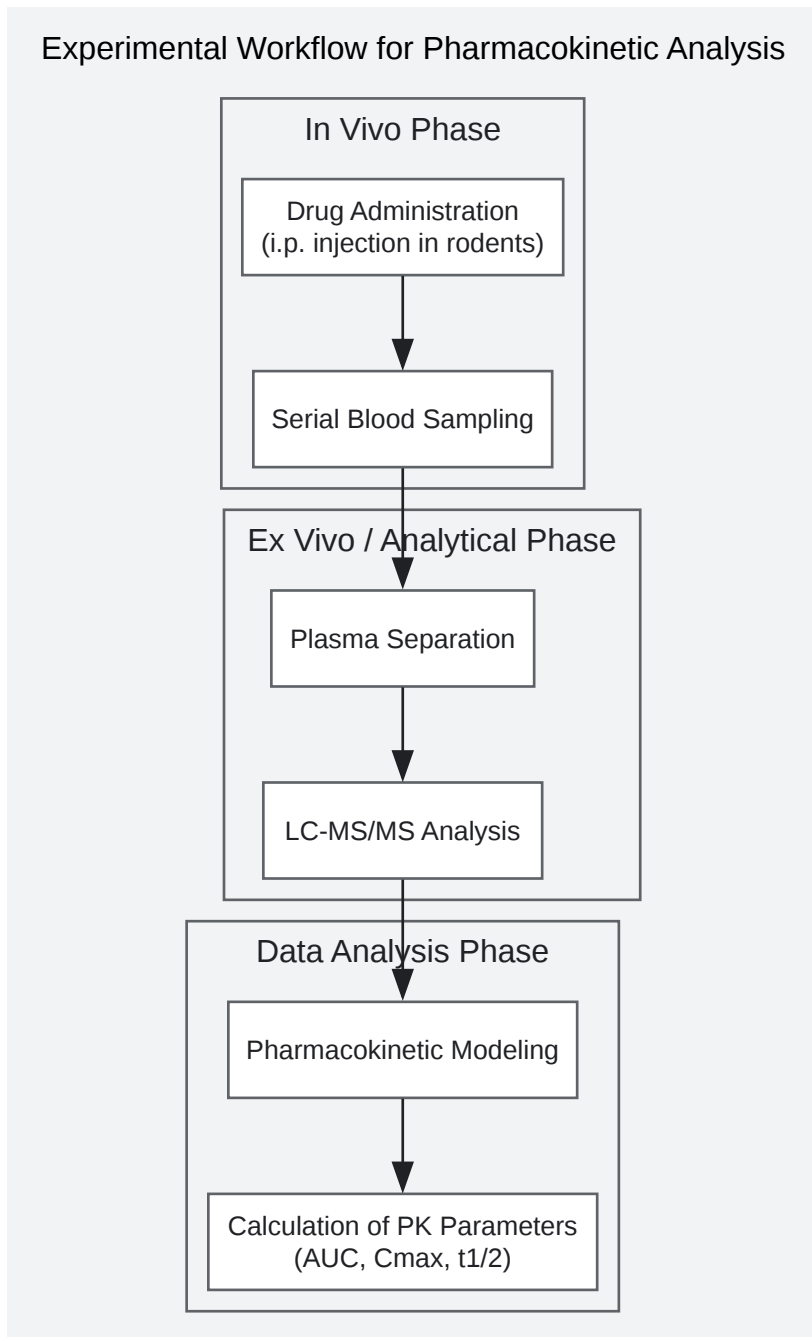 Experimental Workflow for Pharmacokinetic Analysis
In Vivo Phase
Drug Administration
(i.p. injection in rodents)
Serial Blood Sampling
Ex Vivo / Analytical Phase
Plasma Separation
LC-MS/MS Analysis
Data Analysis Phase
Pharmacokinetic Modeling
Calculation of PK Parameters
(AUC, Cmax, t1/2)